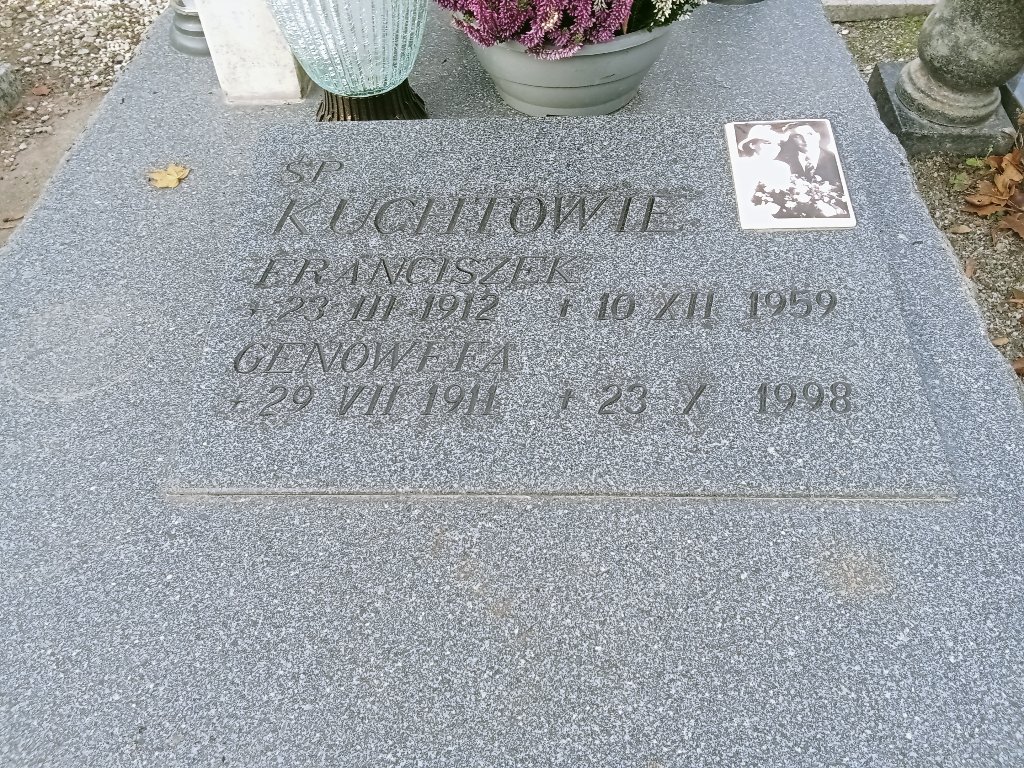 ŚP
KUCHTOWIE
FRANCISZEK
* 23 III 1912 + 10 XII 1959
GENOWEFA
* 29 VII 1911 + 23 X 1998